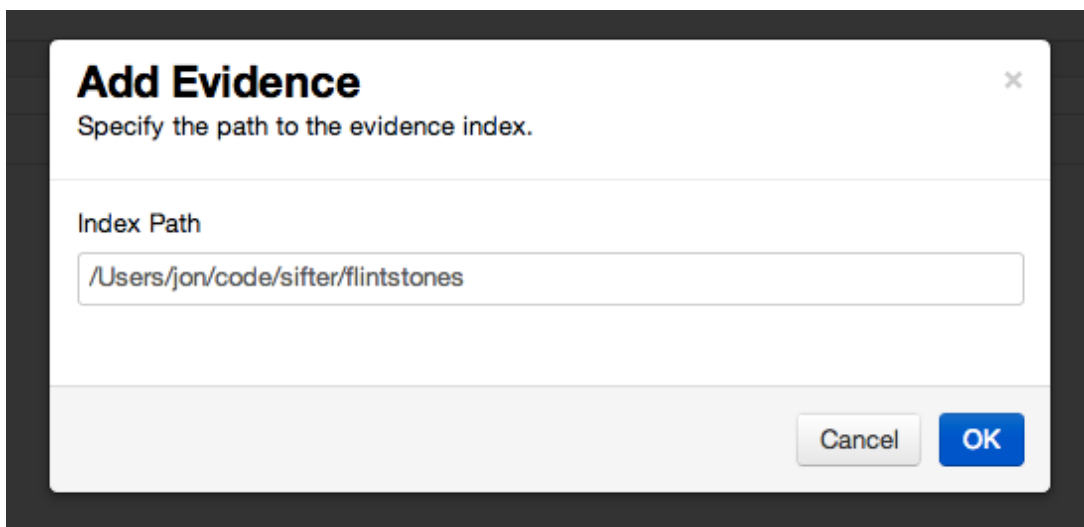 Add Evidence
×
Specify the path to the evidence index.
Index Path
/Users/jon/code/sifter/flintstones
Cancel
OK